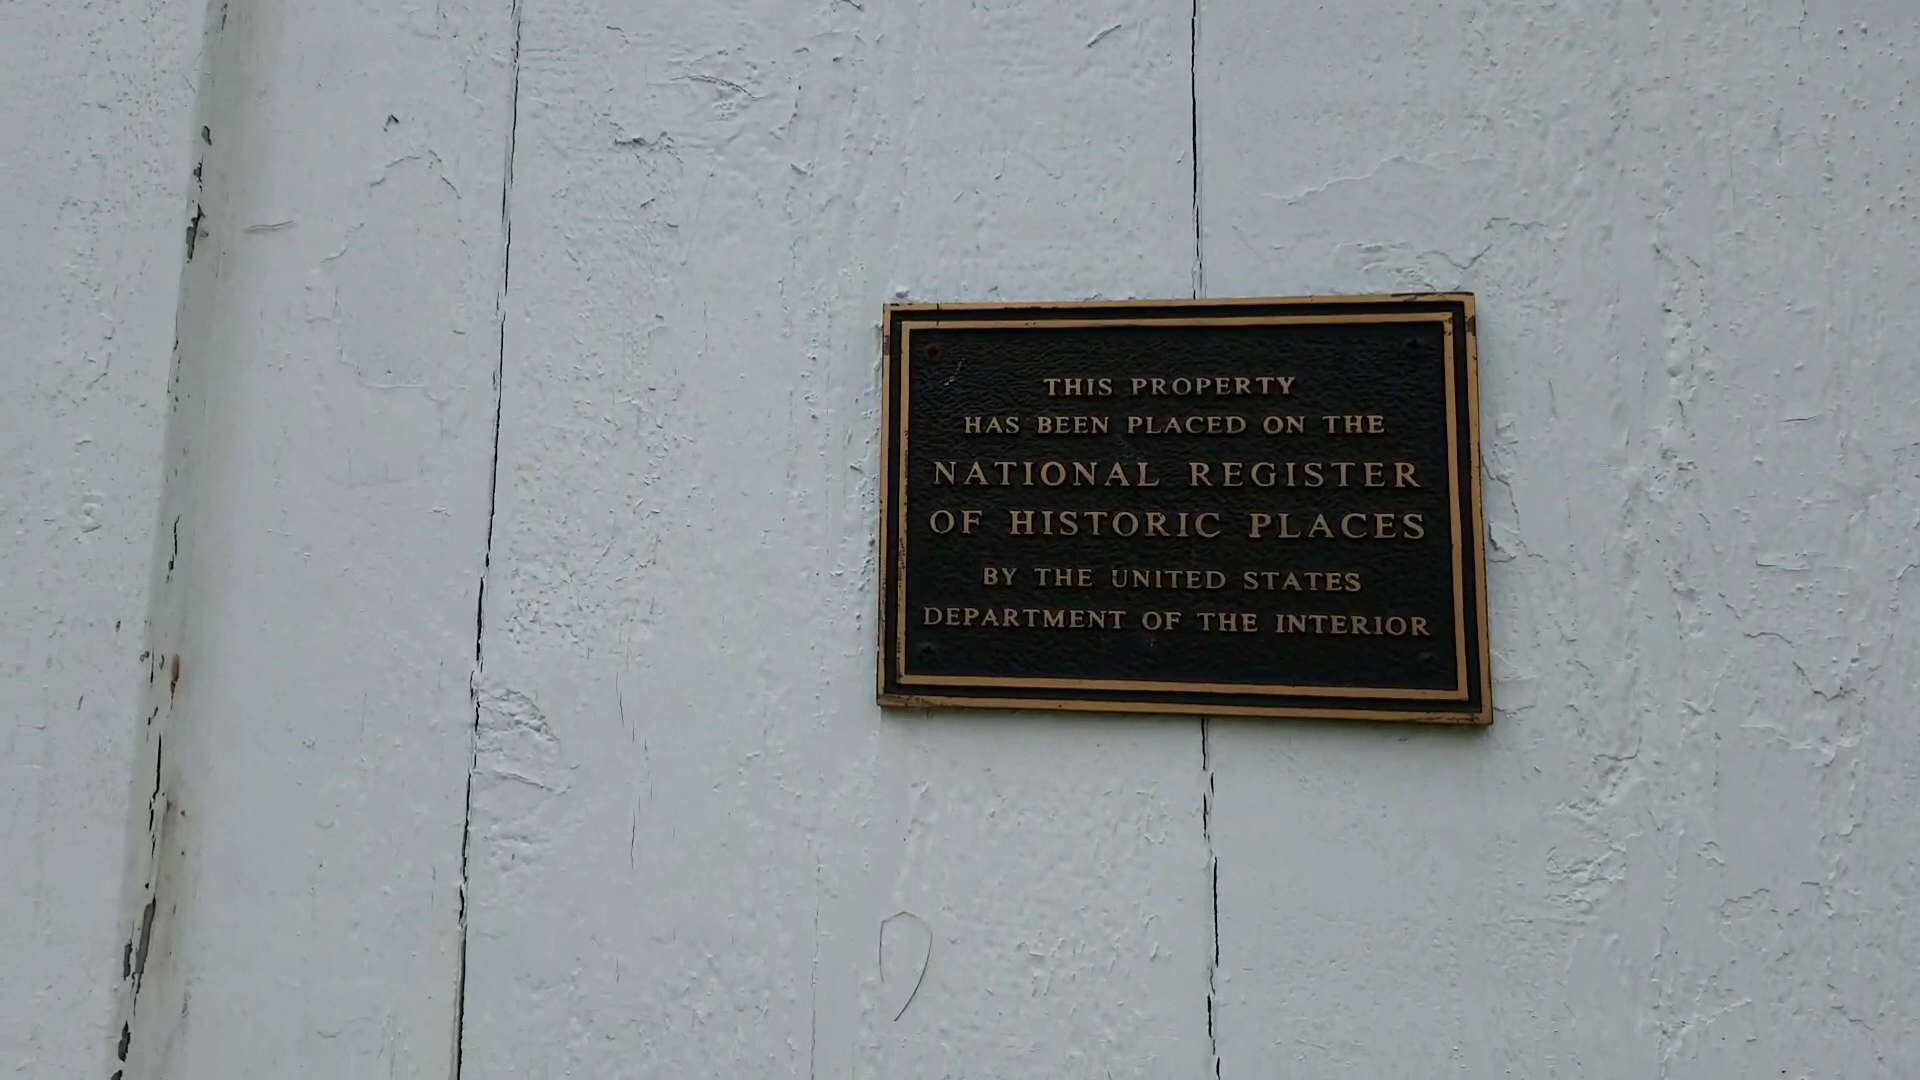 THIS PROPERTY
HAS BEEN PLACED ON THE
NATIONAL REGISTER
OF HISTORIC PLACES
BY THE UNITED STATES
DEPARTMENT OF THE INTERIOR